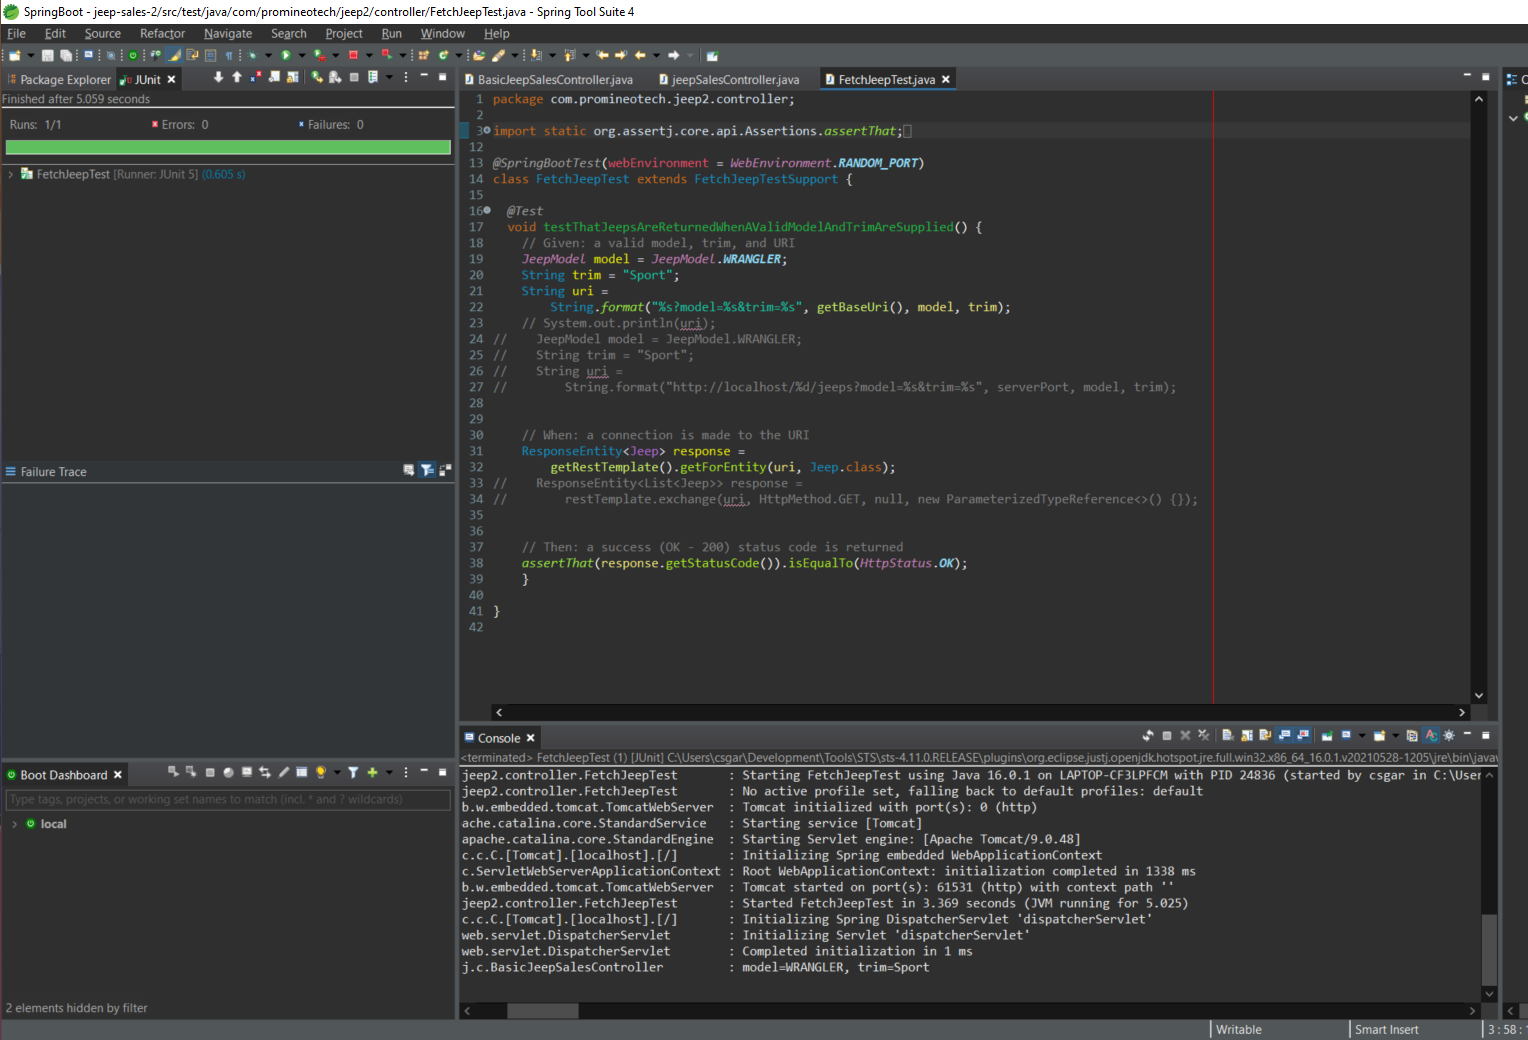 SpringBoot - jeep-sales-2/src/test/java/com/promineotech/jeep2/controller/FetchJeepTest.java - Spring Tool Suite 4
File Edit Source Refactor Navigate Search Project Run Window Help
Package Explorer JUnit
Finished after 5.059 seconds
Runs: 1/1 Errors: 0 Failures: 0
FetchJeepTest [Runner: JUnit 5] (0.605 s)
Failure Trace
Boot Dashboard
Type tags, projects, or working set names to match (incl. * and ? wildcards)
local
2 elements hidden by filter
BasicJeepSalesController.java jeepSalesController.java FetchJeepTest.java
1 package com.promineotech.jeep2.controller;
2
3 import static org.assertj.core.api.Assertions.assertThat;
12
13 @SpringBootTest(webEnvironment = WebEnvironment.RANDOM_PORT)
14 class FetchJeepTest extends FetchJeepTestSupport {
15
16 @Test
17 void testThatJeepsAreReturnedWhenAValidModelAndTrimAreSupplied() {
18 // Given: a valid model, trim, and URI
19 JeepModel model = JeepModel.WRANGLER;
20 String trim = "Sport";
21 String uri =
22 String.format("%s?model=%s&trim=%s", getBaseUri(), model, trim);
23 // System.out.println(uri);
24 // JeepModel model = JeepModel.WRANGLER;
25 // String trim = "Sport";
26 // String uri =
27 // String.format("http://localhost/%d/jeeps?model=%s&trim=%s", serverPort, model, trim);
28
29
30 // When: a connection is made to the URI
31 ResponseEntity<Jeep> response =
32 getRestTemplate().getForEntity(uri, Jeep.class);
33 // ResponseEntity<List<Jeep>> response =
34 // restTemplate.exchange(uri, HttpMethod.GET, null, new ParameterizedTypeReference<>() {});
35
36
37 // Then: a success (OK - 200) status code is returned
38 assertThat(response.getStatusCode()).isEqualTo(HttpStatus.OK);
39 }
40
41 }
42
Console
<terminated> FetchJeepTest (1) [JUnit] C:\Users\csgar\Development\Tools\STS\sts-4.11.0.RELEASE\plugins\org.eclipse.justj.openjdk.hotspot.jre.full.win32.x86_64_16.0.1.v20210528-1205\jre\bin\java
jeep2.controller.FetchJeepTest : Starting FetchJeepTest using Java 16.0.1 on LAPTOP-CF3LPFCM with PID 24836 (started by csgar in C:\User
jeep2.controller.FetchJeepTest : No active profile set, falling back to default profiles: default
b.w.embedded.tomcat.TomcatWebServer : Tomcat initialized with port(s): 0 (http)
ache.catalina.core.StandardService : Starting service [Tomcat]
apache.catalina.core.StandardEngine : Starting Servlet engine: [Apache Tomcat/9.0.48]
c.c.C.[Tomcat].[localhost].[/] : Initializing Spring embedded WebApplicationContext
c.ServletWebServerApplicationContext : Root WebApplicationContext: initialization completed in 1338 ms
b.w.embedded.tomcat.TomcatWebServer : Tomcat started on port(s): 61531 (http) with context path ''
jeep2.controller.FetchJeepTest : Started FetchJeepTest in 3.369 seconds (JVM running for 5.025)
c.c.C.[Tomcat].[localhost].[/] : Initializing Spring DispatcherServlet 'dispatcherServlet'
web.servlet.DispatcherServlet : Initializing Servlet 'dispatcherServlet'
web.servlet.DispatcherServlet : Completed initialization in 1 ms
j.c.BasicJeepSalesController : model=WRANGLER, trim=Sport
Writable Smart Insert 3 : 58 :